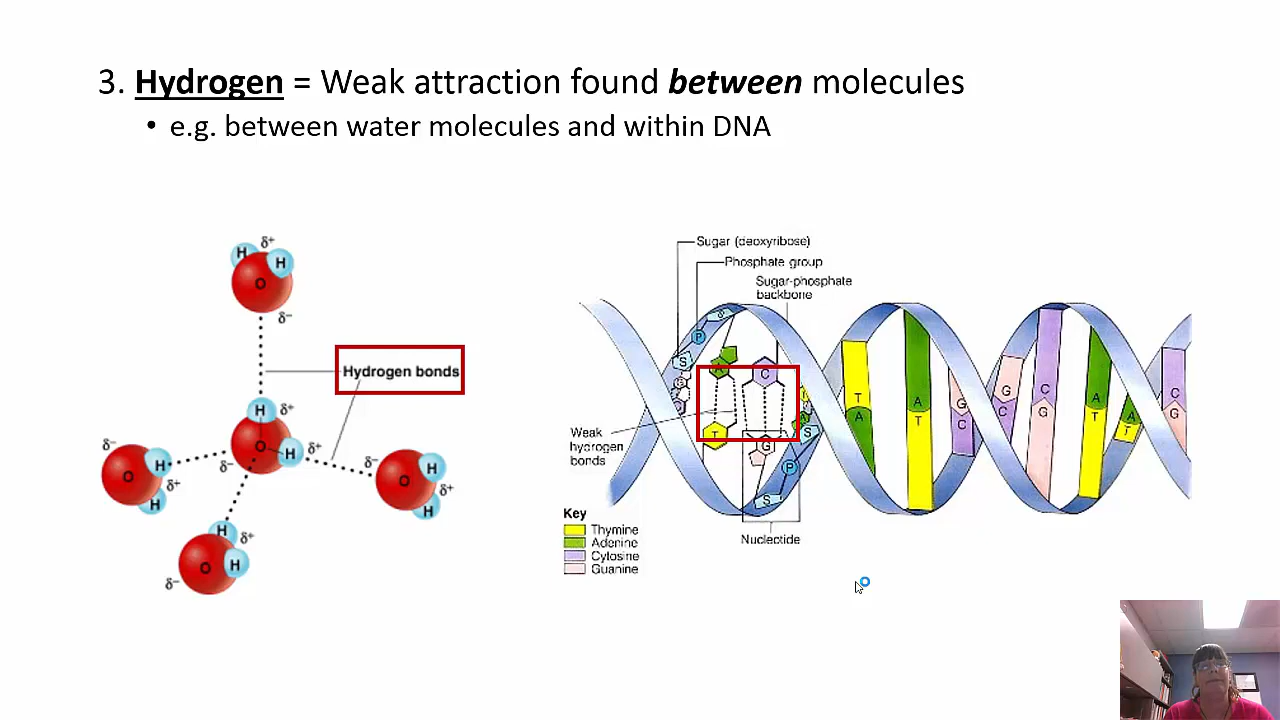 3. Hydrogen = Weak attraction found between molecules
• e.g. between water molecules and within DNA
δ+
H
H
O
δ−
Hydrogen bonds
H
δ+
O
H
δ+
δ−
δ−
H
O
δ+
H
δ−
H
O
δ+
H
H
δ+
O
H
δ−
Sugar (deoxyribose)
Phosphate group
Sugar-phosphate
backbone
S
P
S
A
C
T
G
Weak
hydrogen
bonds
S
P
S
Nucleotide
T
A
A
T
G
C
G
C
C
G
A
T
A
T
C
G
Key
Thymine
Adenine
Cylosine
Guanine